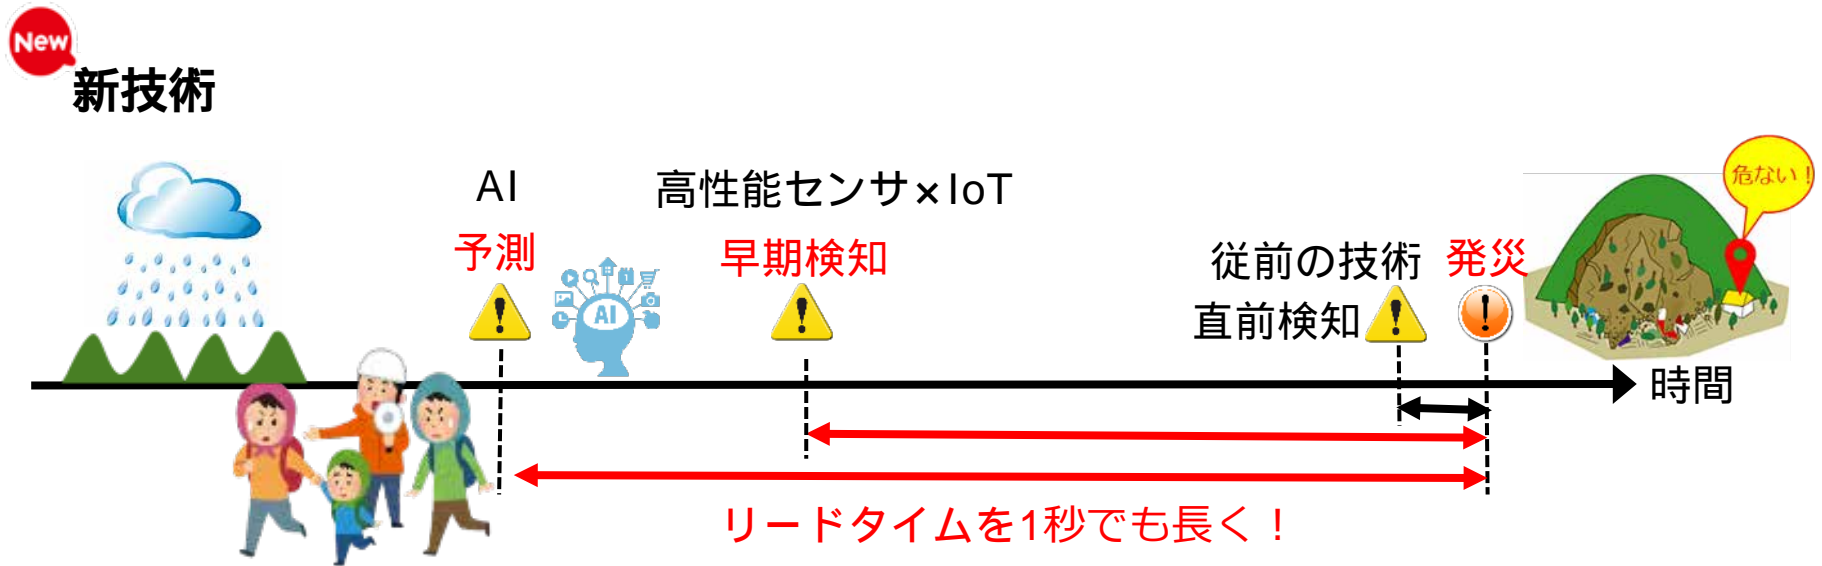 New
新技術
AI
予測
AI
高性能センサ×IoT
早期検知
従前の技術
直前検知
発災
危ない！
時間
リードタイムを1秒でも長く！